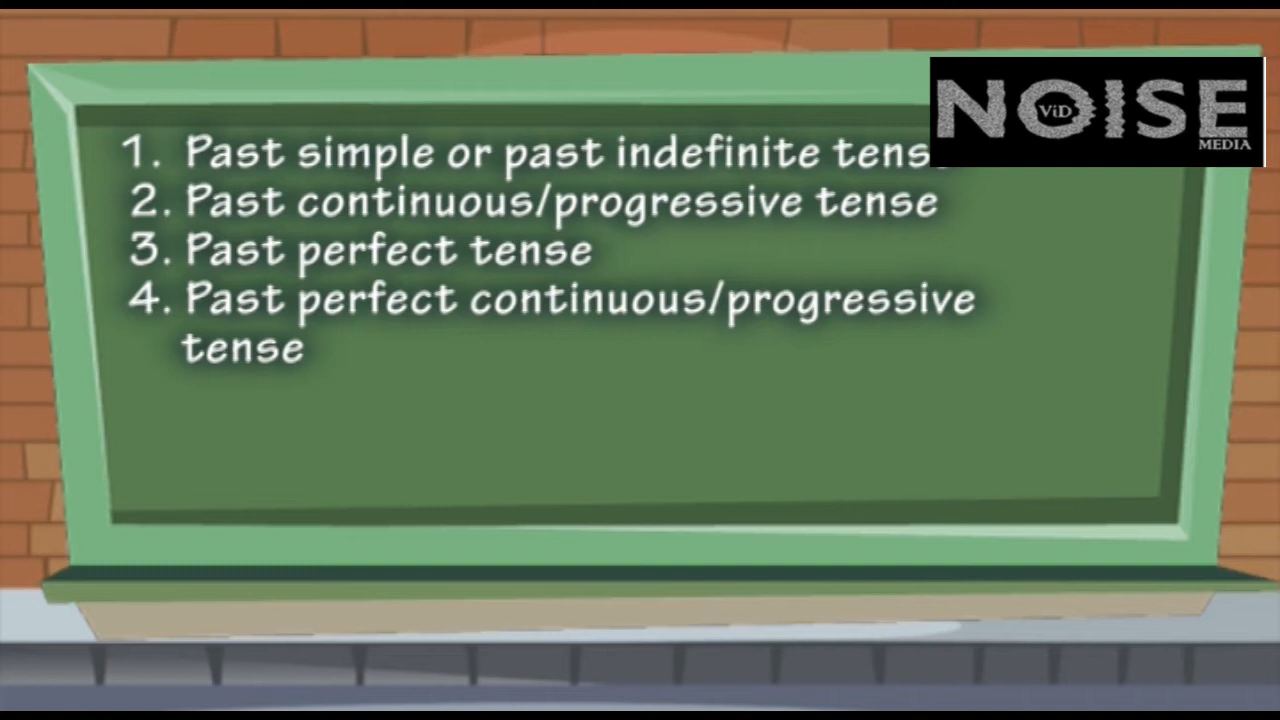 1. Past simple or past indefinite
NOISE
ViD
MEDIA
2. Past continuous/progressive tense
3. Past perfect tense
4. Past perfect continuous/progressive
tense